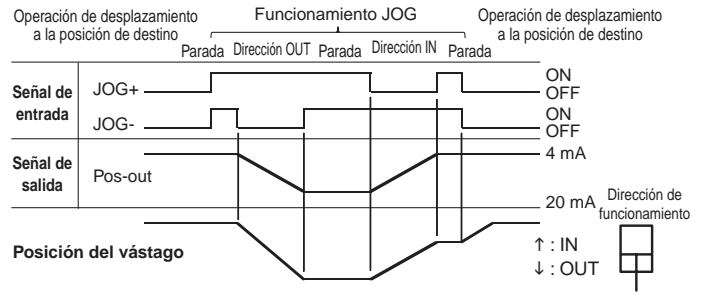 Operación de desplazamiento
a la posición de destino
Funcionamiento JOG
Operación de desplazamiento
a la posición de destino
Parada Dirección OUT Parada Dirección IN Parada
Señal de
entrada
JOG+
ON
OFF
JOG-
ON
OFF
Señal de
salida
Pos-out
4 mA
20 mA
Dirección de
funcionamiento
Posición del vástago
↑ : IN
↓ : OUT